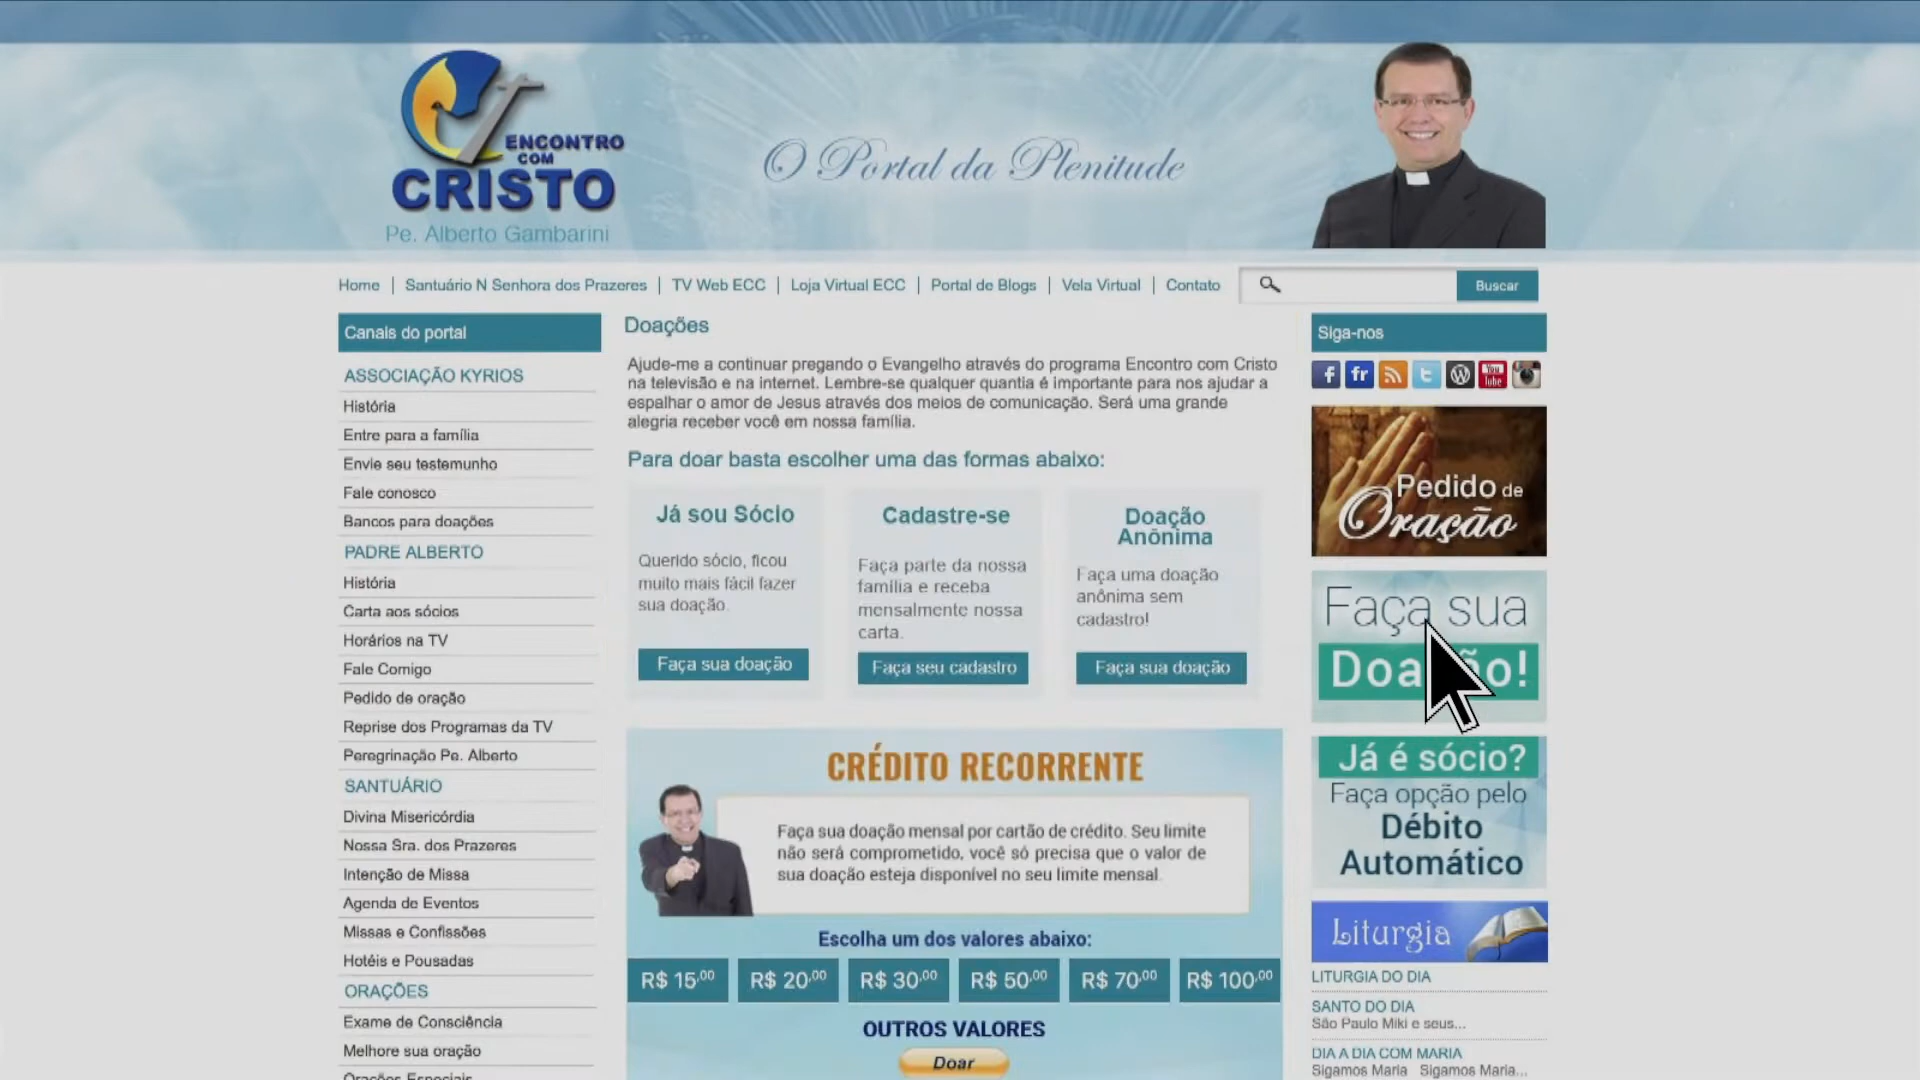 ENCONTRO
COM
CRISTO
Pe. Alberto Gambarini
O Portal da Plenitude
Home | Santuário N Senhora dos Prazeres | TV Web ECC | Loja Virtual ECC | Portal de Blogs | Vela Virtual | Contato
Buscar
Canais do portal
ASSOCIAÇÃO KYRIOS
História
Entre para a família
Envie seu testemunho
Fale conosco
Bancos para doações
PADRE ALBERTO
História
Carta aos sócios
Horários na TV
Fale Comigo
Pedido de oração
Reprise dos Programas da TV
Peregrinação Pe. Alberto
SANTUÁRIO
Divina Misericórdia
Nossa Sra. dos Prazeres
Intenção de Missa
Agenda de Eventos
Missas e Confissões
Hotéis e Pousadas
ORAÇÕES
Exame de Consciência
Melhore sua oração
Orações Especiais
Doações
Ajude-me a continuar pregando o Evangelho através do programa Encontro com Cristo
na televisão e na internet. Lembre-se qualquer quantia é importante para nos ajudar a
espalhar o amor de Jesus através dos meios de comunicação. Será uma grande
alegria receber você em nossa família.
Para doar basta escolher uma das formas abaixo:
Já sou Sócio
Querido sócio, ficou
muito mais fácil fazer
sua doação.
Faça sua doação
Cadastre-se
Faça parte da nossa
família e receba
mensalmente nossa
carta.
Faça seu cadastro
Doação
Anônima
Faça uma doação
anônima sem
cadastro!
Faça sua doação
CRÉDITO RECORRENTE
Faça sua doação mensal por cartão de crédito. Seu limite
não será comprometido, você só precisa que o valor de
sua doação esteja disponível no seu limite mensal.
Escolha um dos valores abaixo:
R$ 15,00 R$ 20,00 R$ 30,00 R$ 50,00 R$ 70,00 R$ 100,00
OUTROS VALORES
Doar
Siga-nos
f fr t W You Tube
Pedido de
Oração
Faça sua
Doação!
Já é sócio?
Faça opção pelo
Débito
Automático
Liturgia
LITURGIA DO DIA
SANTO DO DIA
São Paulo Miki e seus...
DIA A DIA COM MARIA
Sigamos Maria Sigamos Maria...